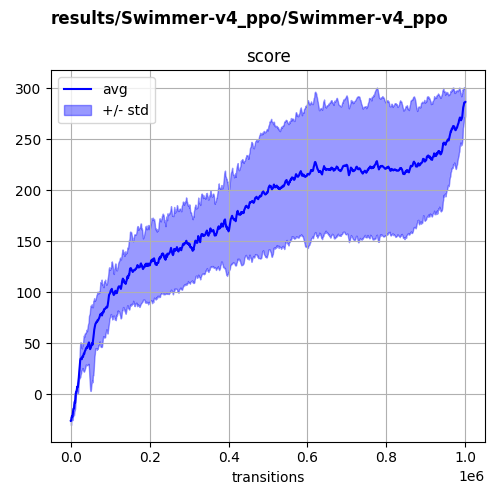 results/Swimmer-v4_ppo/Swimmer-v4_ppo
score
avg
+/- std
300
250
200
150
100
50
0
0.0 0.2 0.4 0.6 0.8 1.0
1e6
transitions